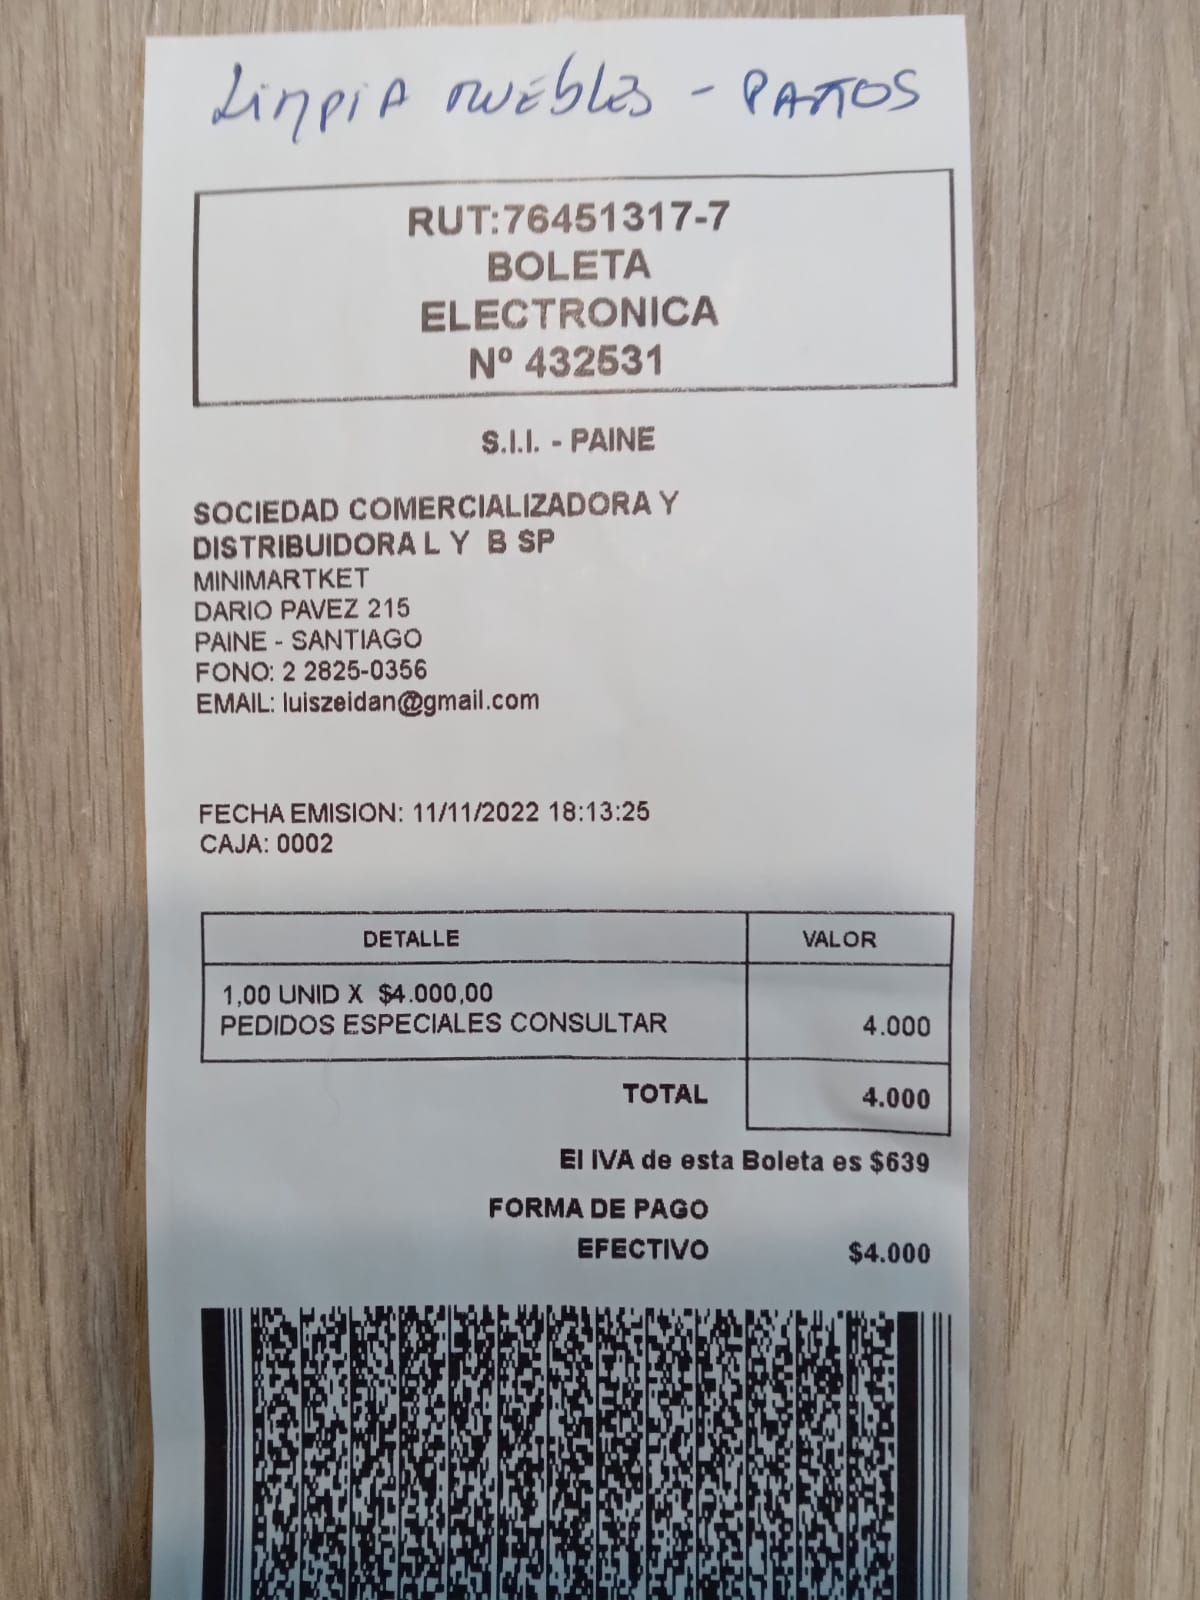 Limpia muebles - PAÑOS
RUT:76451317-7
BOLETA
ELECTRONICA
Nº 432531
S.I.I. - PAINE
SOCIEDAD COMERCIALIZADORA Y
DISTRIBUIDORA L Y B SP
MINIMARTKET
DARIO PAVEZ 215
PAINE - SANTIAGO
FONO: 2 2825-0356
EMAIL: luiszeidan@gmail.com
FECHA EMISION: 11/11/2022 18:13:25
CAJA: 0002
DETALLE VALOR
1,00 UNID X $4.000,00
PEDIDOS ESPECIALES CONSULTAR 4.000
TOTAL 4.000
El IVA de esta Boleta es $639
FORMA DE PAGO
EFECTIVO $4.000